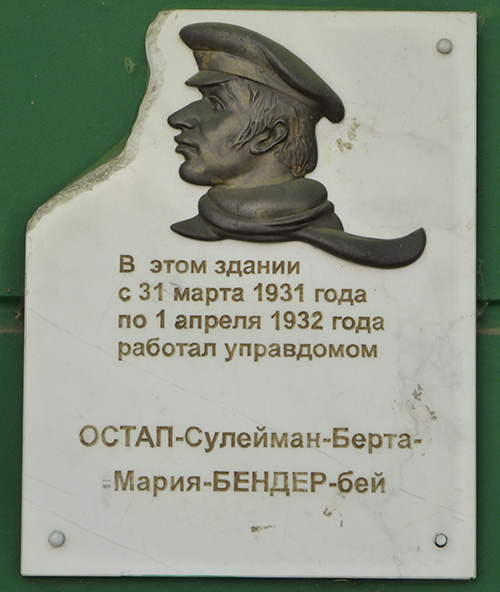 В этом здании
с 31 марта 1931 года
по 1 апреля 1932 года
работал управдомом
ОСТАП-Сулейман-Берта-
Мария-БЕНДЕР-бей